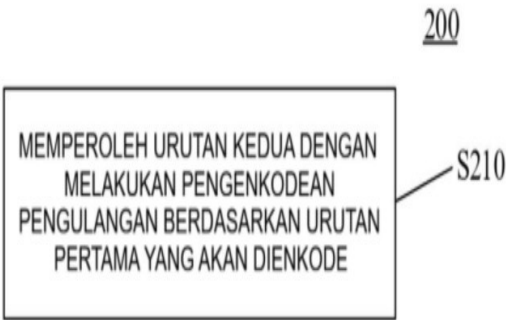 200
MEMPEROLEH URUTAN KEDUA DENGAN
MELAKUKAN PENGENKODEAN
PENGULANGAN BERDASARKAN URUTAN
PERTAMA YANG AKAN DIENKODE
S210